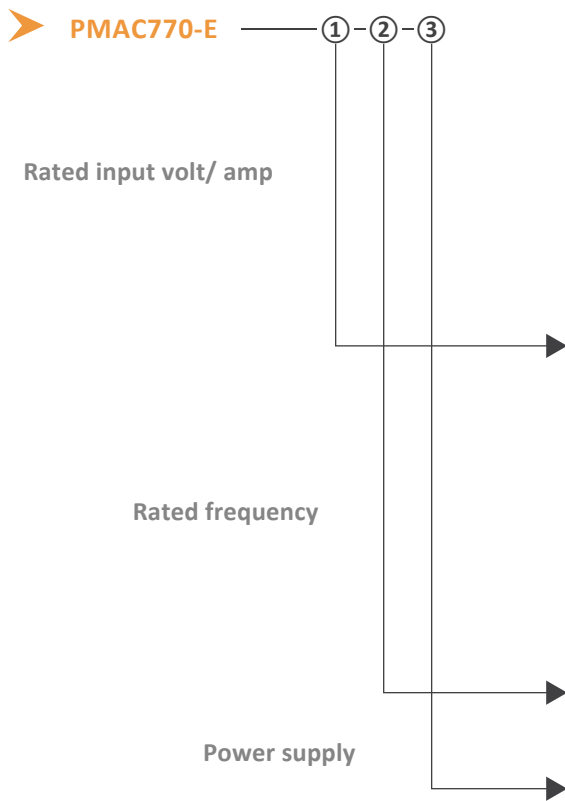 PMAC770-E ① - ② - ③
Rated input volt/ amp
Rated frequency
Power supply